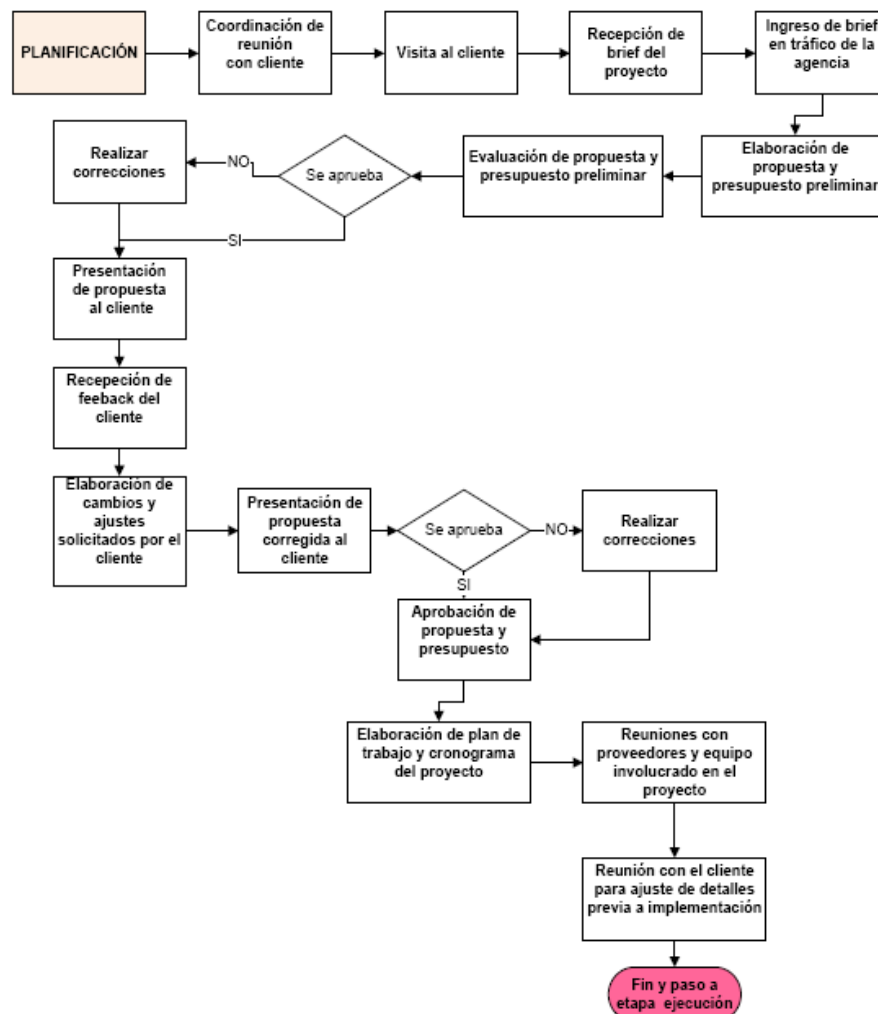 PLANIFICACIÓN
Coordinación de
reunión
con cliente
Visita al cliente
Recepción de
brief del
proyecto
Ingreso de brief
en tráfico de la
agencia
Realizar
correcciones
NO
Se aprueba
Evaluación de propuesta y
presupuesto preliminar
Elaboración de
propuesta y
presupuesto preliminar
SI
Presentación
de propuesta
al cliente
Recepeción de
feeback del
cliente
Elaboración de
cambios y
ajustes
solicitados por el
cliente
Presentación de
propuesta
corregida al
cliente
Se aprueba
NO
Realizar
correcciones
SI
Aprobación de
propuesta y
presupuesto
Elaboración de plan de
trabajo y cronograma
del proyecto
Reuniones con
proveedores y equipo
involucrado en el
proyecto
Reunión con el cliente
para ajuste de detalles
previa a implementación
Fin y paso a
etapa ejecución